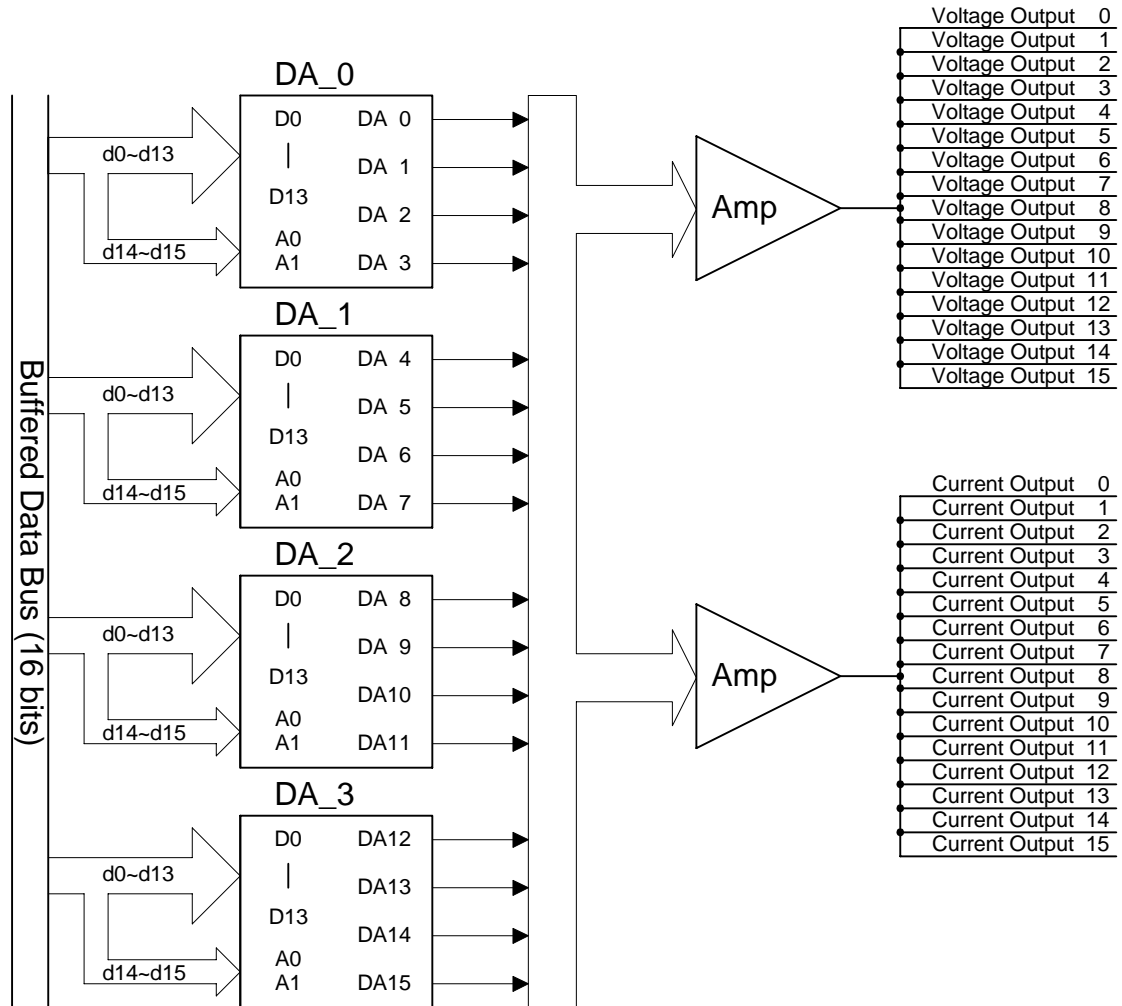 Buffered Data Bus (16 bits)
DA_0
d0~d13
d14~d15
D0
D13
A0
A1
DA 0
DA 1
DA 2
DA 3
DA_1
d0~d13
d14~d15
D0
D13
A0
A1
DA 4
DA 5
DA 6
DA 7
DA_2
d0~d13
d14~d15
D0
D13
A0
A1
DA 8
DA 9
DA10
DA11
DA_3
d0~d13
d14~d15
D0
D13
A0
A1
DA12
DA13
DA14
DA15
Amp
Voltage Output 0
Voltage Output 1
Voltage Output 2
Voltage Output 3
Voltage Output 4
Voltage Output 5
Voltage Output 6
Voltage Output 7
Voltage Output 8
Voltage Output 9
Voltage Output 10
Voltage Output 11
Voltage Output 12
Voltage Output 13
Voltage Output 14
Voltage Output 15
Amp
Current Output 0
Current Output 1
Current Output 2
Current Output 3
Current Output 4
Current Output 5
Current Output 6
Current Output 7
Current Output 8
Current Output 9
Current Output 10
Current Output 11
Current Output 12
Current Output 13
Current Output 14
Current Output 15